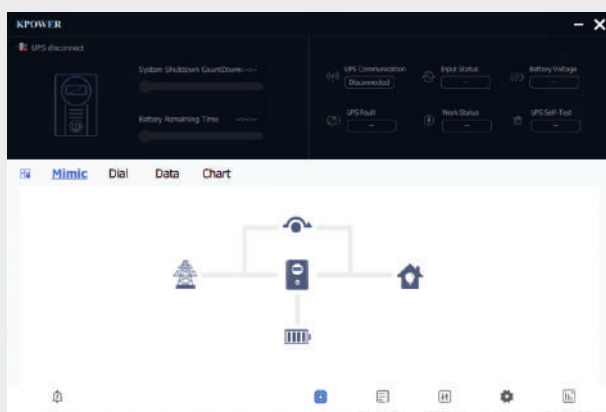 KPOWER
UPS disconnect
System Shutdown CountDown:--:--
Battery Remaining Time --:--:--
UPS Communication
Disconnected
Input Status
--
Battery Voltage
--
UPS Fault
--
Work Status
--
UPS Self-Test
--
Mimic Dial Data Chart